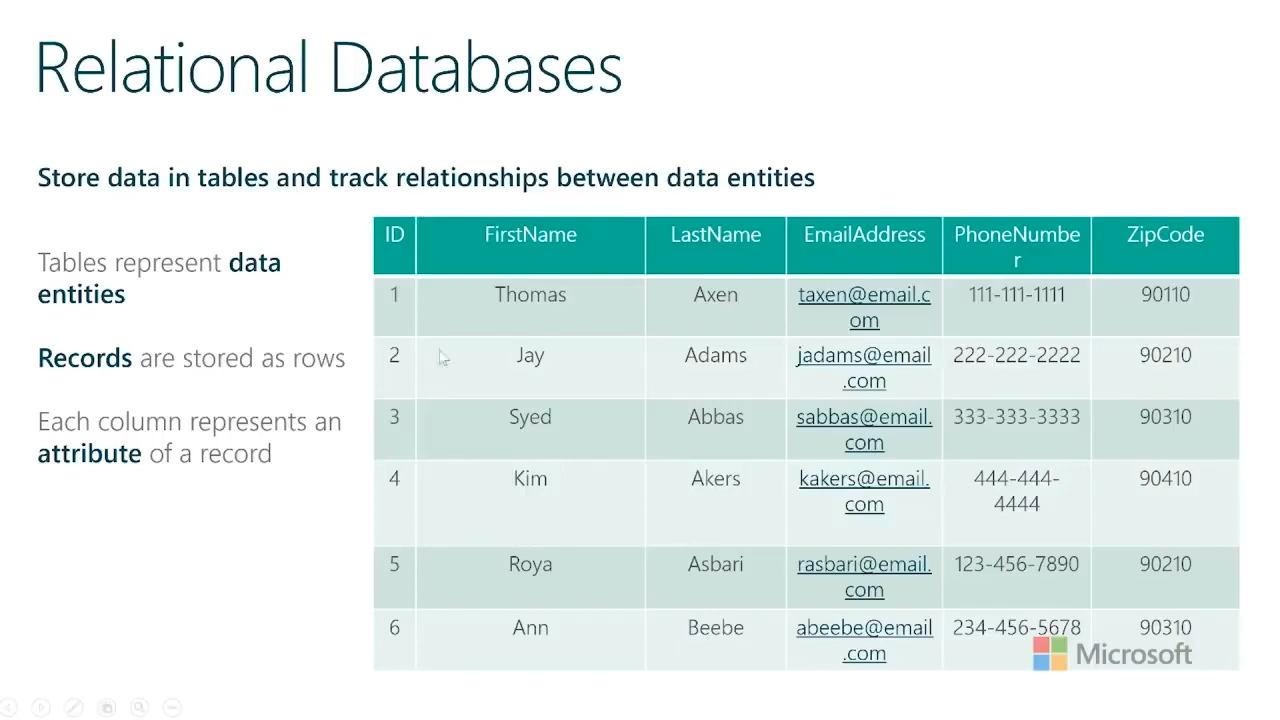 Relational Databases
Store data in tables and track relationships between data entities
Tables represent data
entities
Records are stored as rows
Each column represents an
attribute of a record
ID FirstName LastName EmailAddress PhoneNumbe
r ZipCode
1 Thomas Axen taxen@email.c
om 111-111-1111 90110
2 Jay Adams jadams@email
.com 222-222-2222 90210
3 Syed Abbas sabbas@email.
com 333-333-3333 90310
4 Kim Akers kakers@email.
com 444-444-
4444 90410
5 Roya Asbari rasbari@email.
com 123-456-7890 90210
6 Ann Beebe abeebe@email
.com 234-456-5678 90310
Microsoft